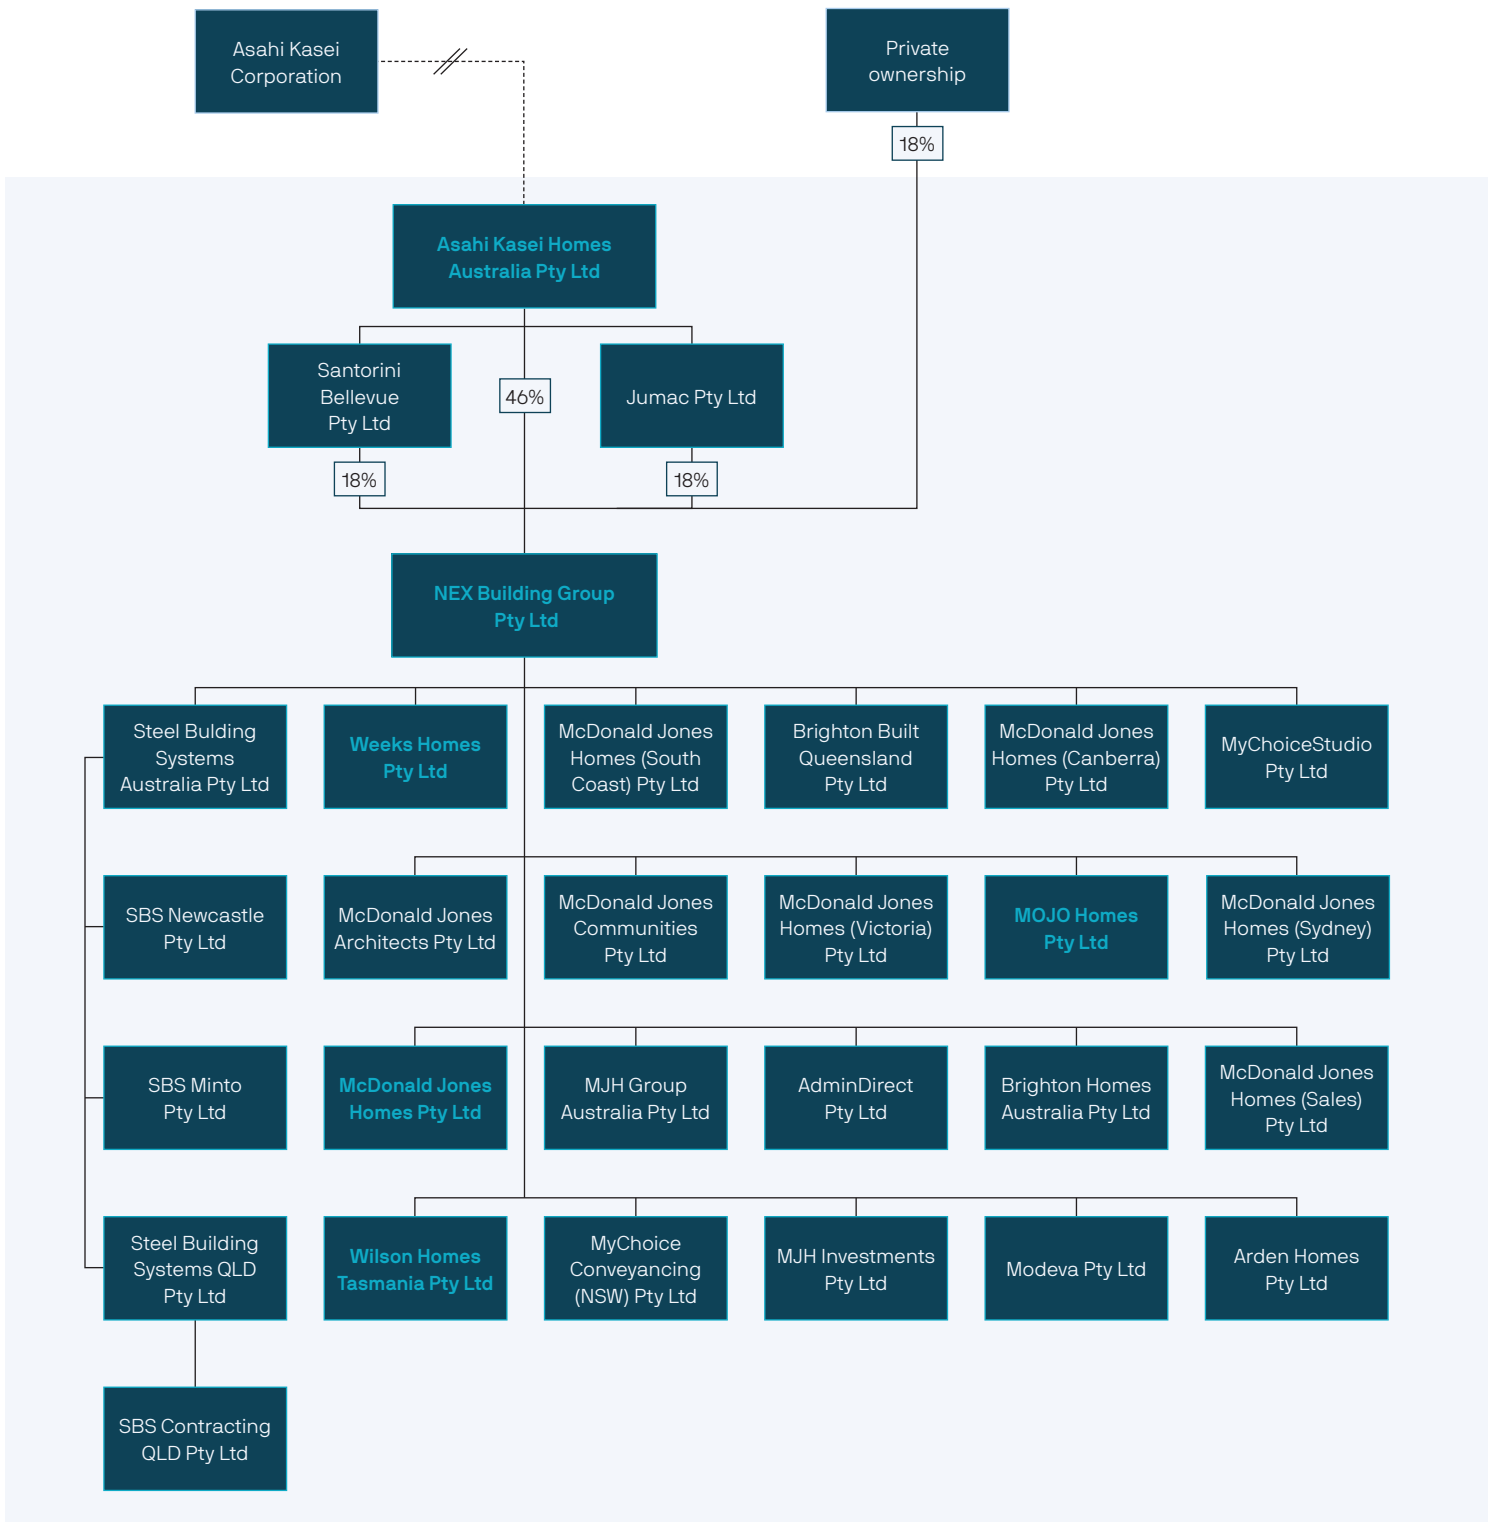 Asahi Kasei
Corporation
Private
ownership
18%
Asahi Kasei Homes
Australia Pty Ltd
Santorini
Bellevue
Pty Ltd
46%
Jumac Pty Ltd
18%
18%
NEX Building Group
Pty Ltd
Steel Bulding
Systems
Australia Pty Ltd
Weeks Homes
Pty Ltd
McDonald Jones
Homes (South
Coast) Pty Ltd
Brighton Built
Queensland
Pty Ltd
McDonald Jones
Homes (Canberra)
Pty Ltd
MyChoiceStudio
Pty Ltd
SBS Newcastle
Pty Ltd
McDonald Jones
Architects Pty Ltd
McDonald Jones
Communities
Pty Ltd
McDonald Jones
Homes (Victoria)
Pty Ltd
MOJO Homes
Pty Ltd
McDonald Jones
Homes (Sydney)
Pty Ltd
SBS Minto
Pty Ltd
McDonald Jones
Homes Pty Ltd
MJH Group
Australia Pty Ltd
AdminDirect
Pty Ltd
Brighton Homes
Australia Pty Ltd
McDonald Jones
Homes (Sales)
Pty Ltd
Steel Building
Systems QLD
Pty Ltd
Wilson Homes
Tasmania Pty Ltd
MyChoice
Conveyancing
(NSW) Pty Ltd
MJH Investments
Pty Ltd
Modeva Pty Ltd
Arden Homes
Pty Ltd
SBS Contracting
QLD Pty Ltd